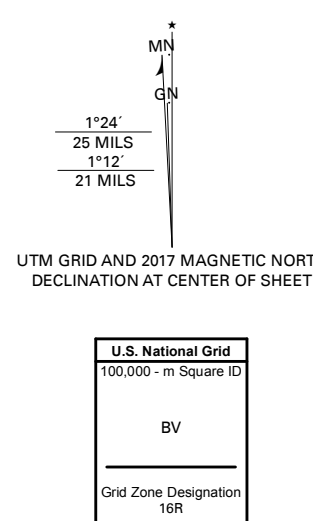 MN
GN
1°24´
25 MILS
1°12´
21 MILS
UTM GRID AND 2017 MAGNETIC NORT
DECLINATION AT CENTER OF SHEET
U.S. National Grid
100,000 - m Square ID
BV
Grid Zone Designation
16R